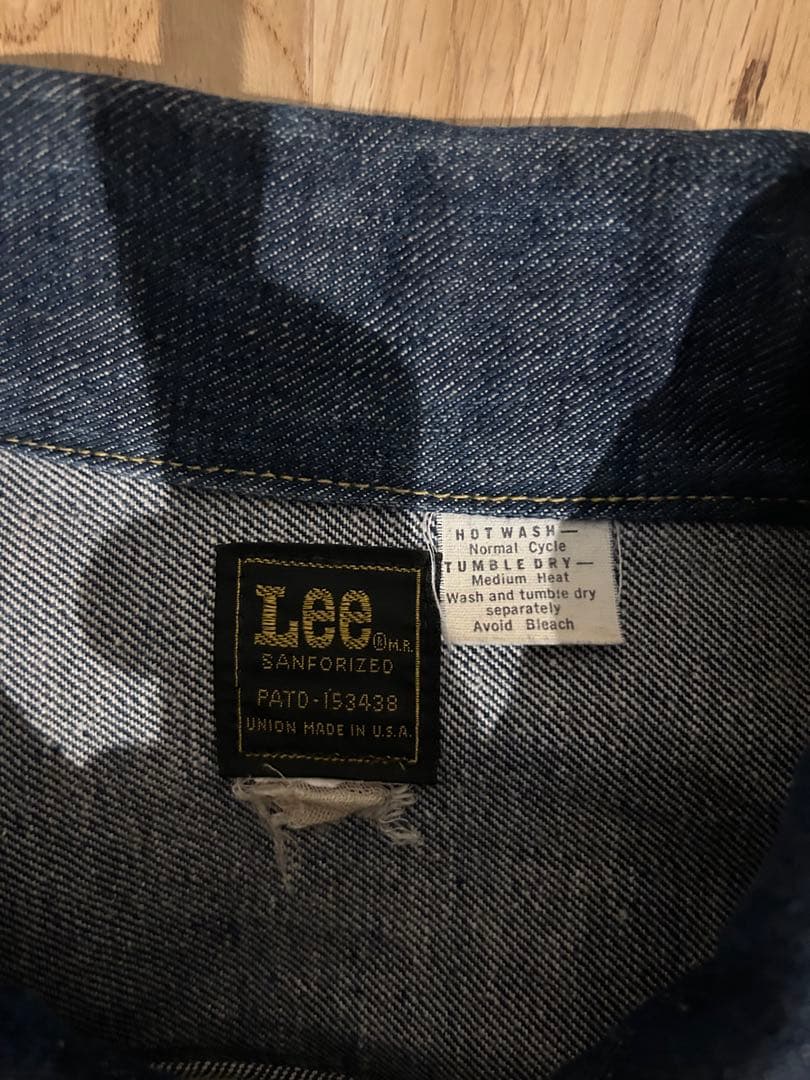 Lee ® M.R.
SANFORIZED
PATD-153438
UNION MADE IN U.S.A.
HOT WASH—
Normal Cycle
TUMBLE DRY—
Medium Heat
Wash and tumble dry
separately
Avoid Bleach